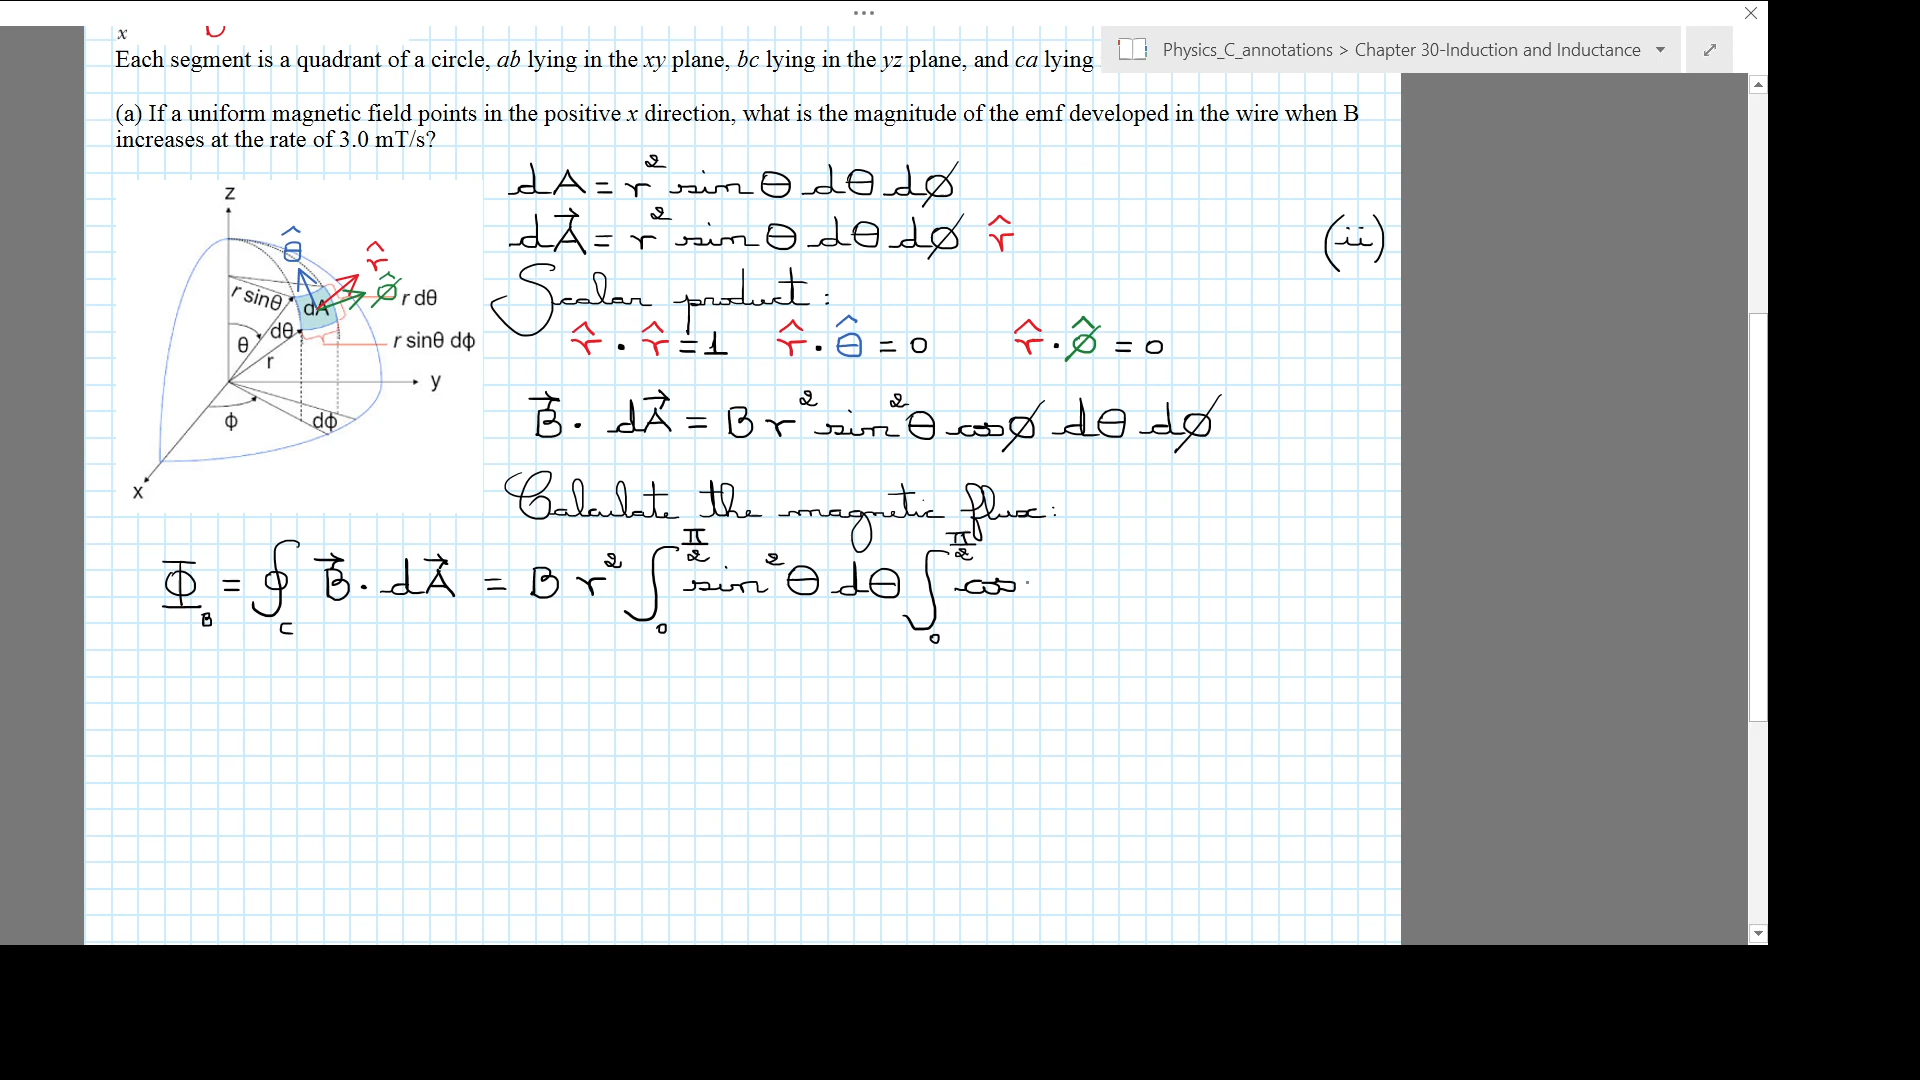 Physics_C_annotations > Chapter 30-Induction and Inductance
x
Each segment is a quadrant of a circle, ab lying in the xy plane, bc lying in the yz plane, and ca lying
(a) If a uniform magnetic field points in the positive x direction, what is the magnitude of the emf developed in the wire when B
increases at the rate of 3.0 mT/s?
z
θ̂
r̂
ϕ̂
r sinθ
dA
r dθ
dθ
θ
r sinθ dϕ
r
y
ϕ
dϕ
x
dA = r² sin θ dθ dϕ
dA⃗ = r² sin θ dθ dϕ r̂
(ii)
Scalar product :
r̂ · r̂ = 1 r̂ · θ̂ = 0 r̂ · ϕ̂ = 0
B⃗ · dA⃗ = B r² sin² θ cos ϕ dθ dϕ
Calculate the magnetic flux :
Φ_B = ∮_C B⃗ · dA⃗ = B r² ∫₀^{π/2} sin² θ dθ ∫₀^{π/2} cos